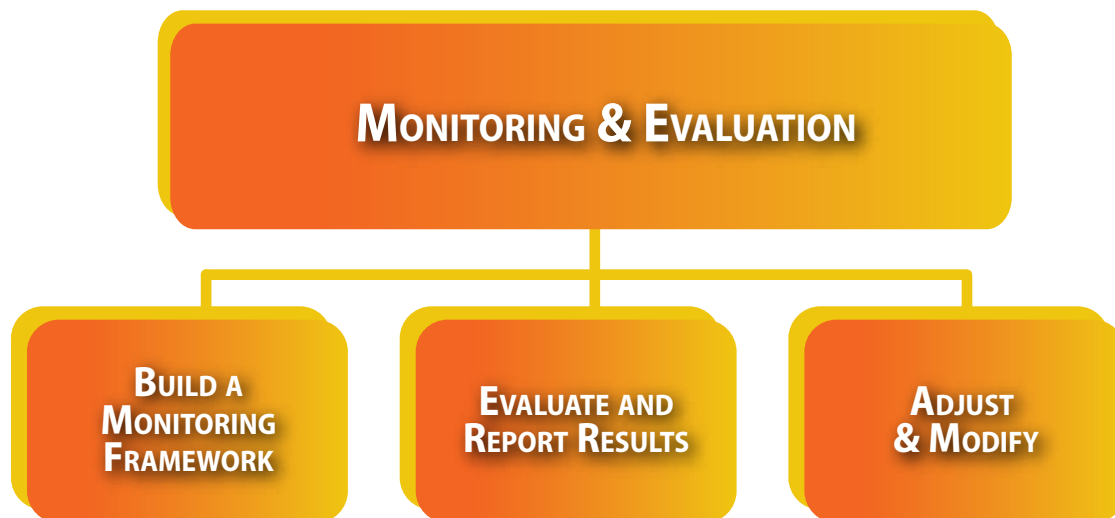 Monitoring & Evaluation
Build a
Monitoring
Framework
Evaluate and
Report Results
Adjust
& Modify